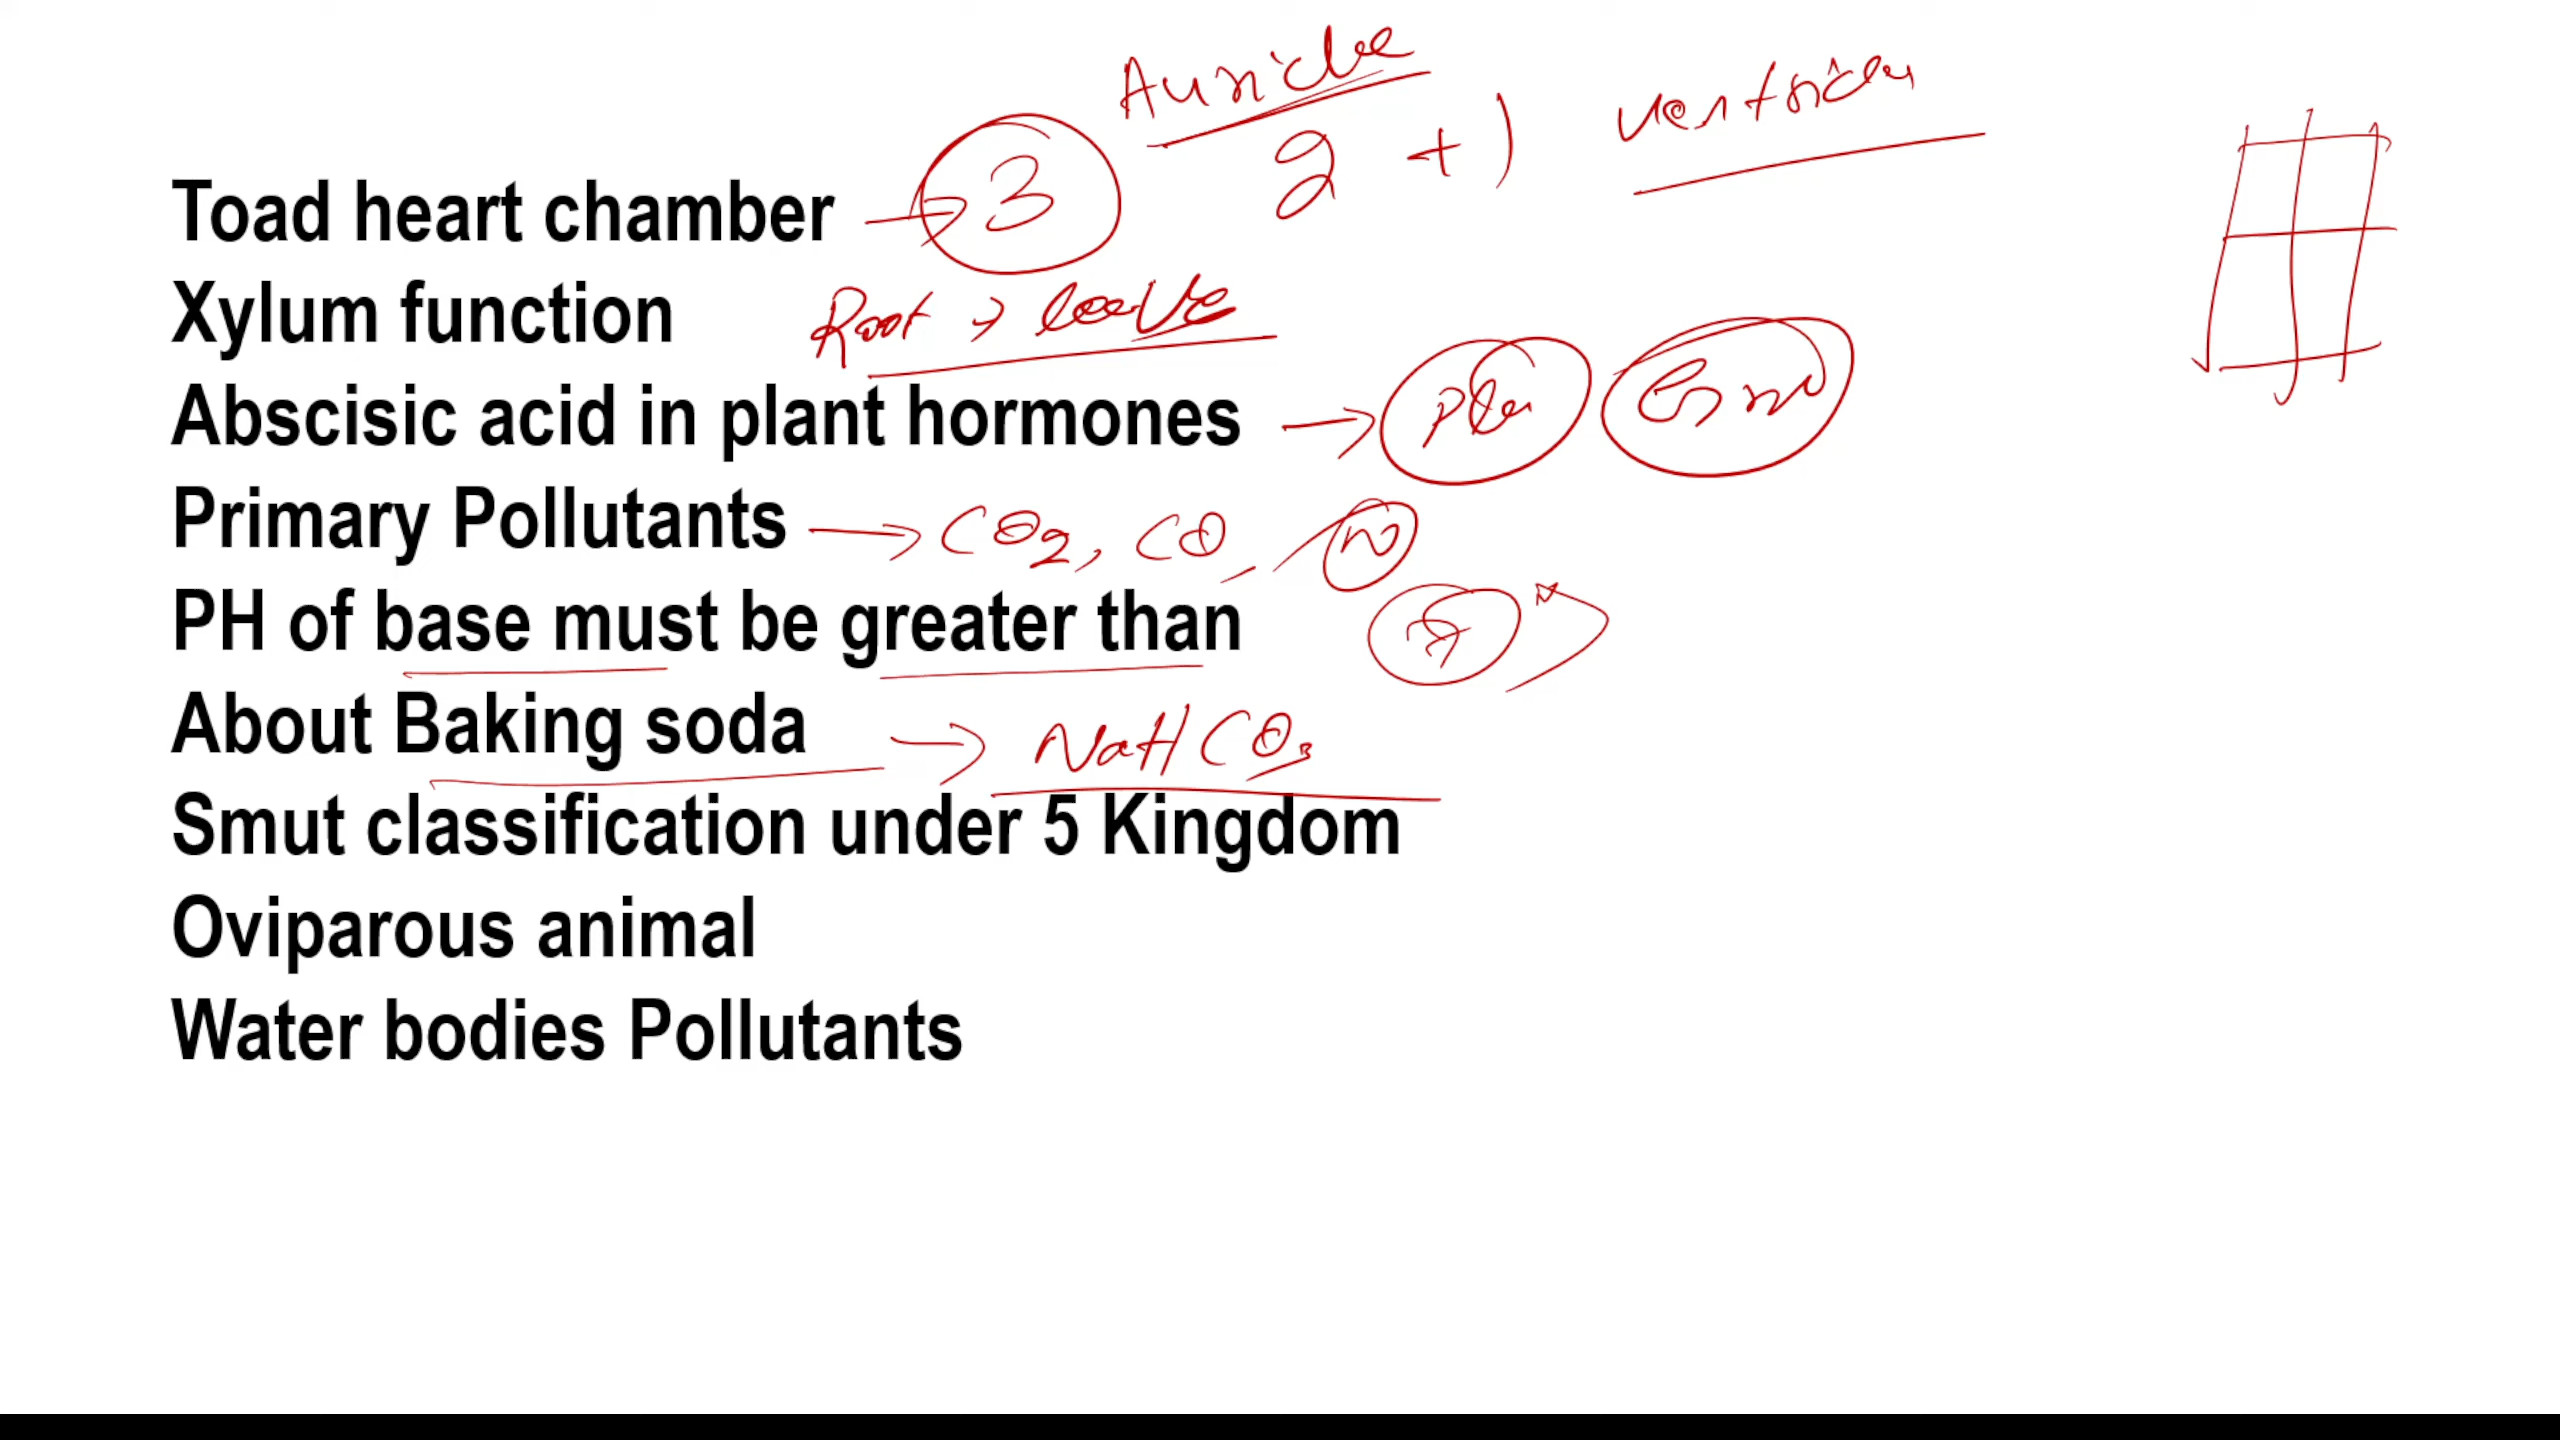 Auricle
2 + 1 ventricle
Toad heart chamber → 3
Xylum function Root → leave
Abscisic acid in plant hormones →
Primary Pollutants → CO2, CO,
PH of base must be greater than 7
About Baking soda → NaHCO3
Smut classification under 5 Kingdom
Oviparous animal
Water bodies Pollutants